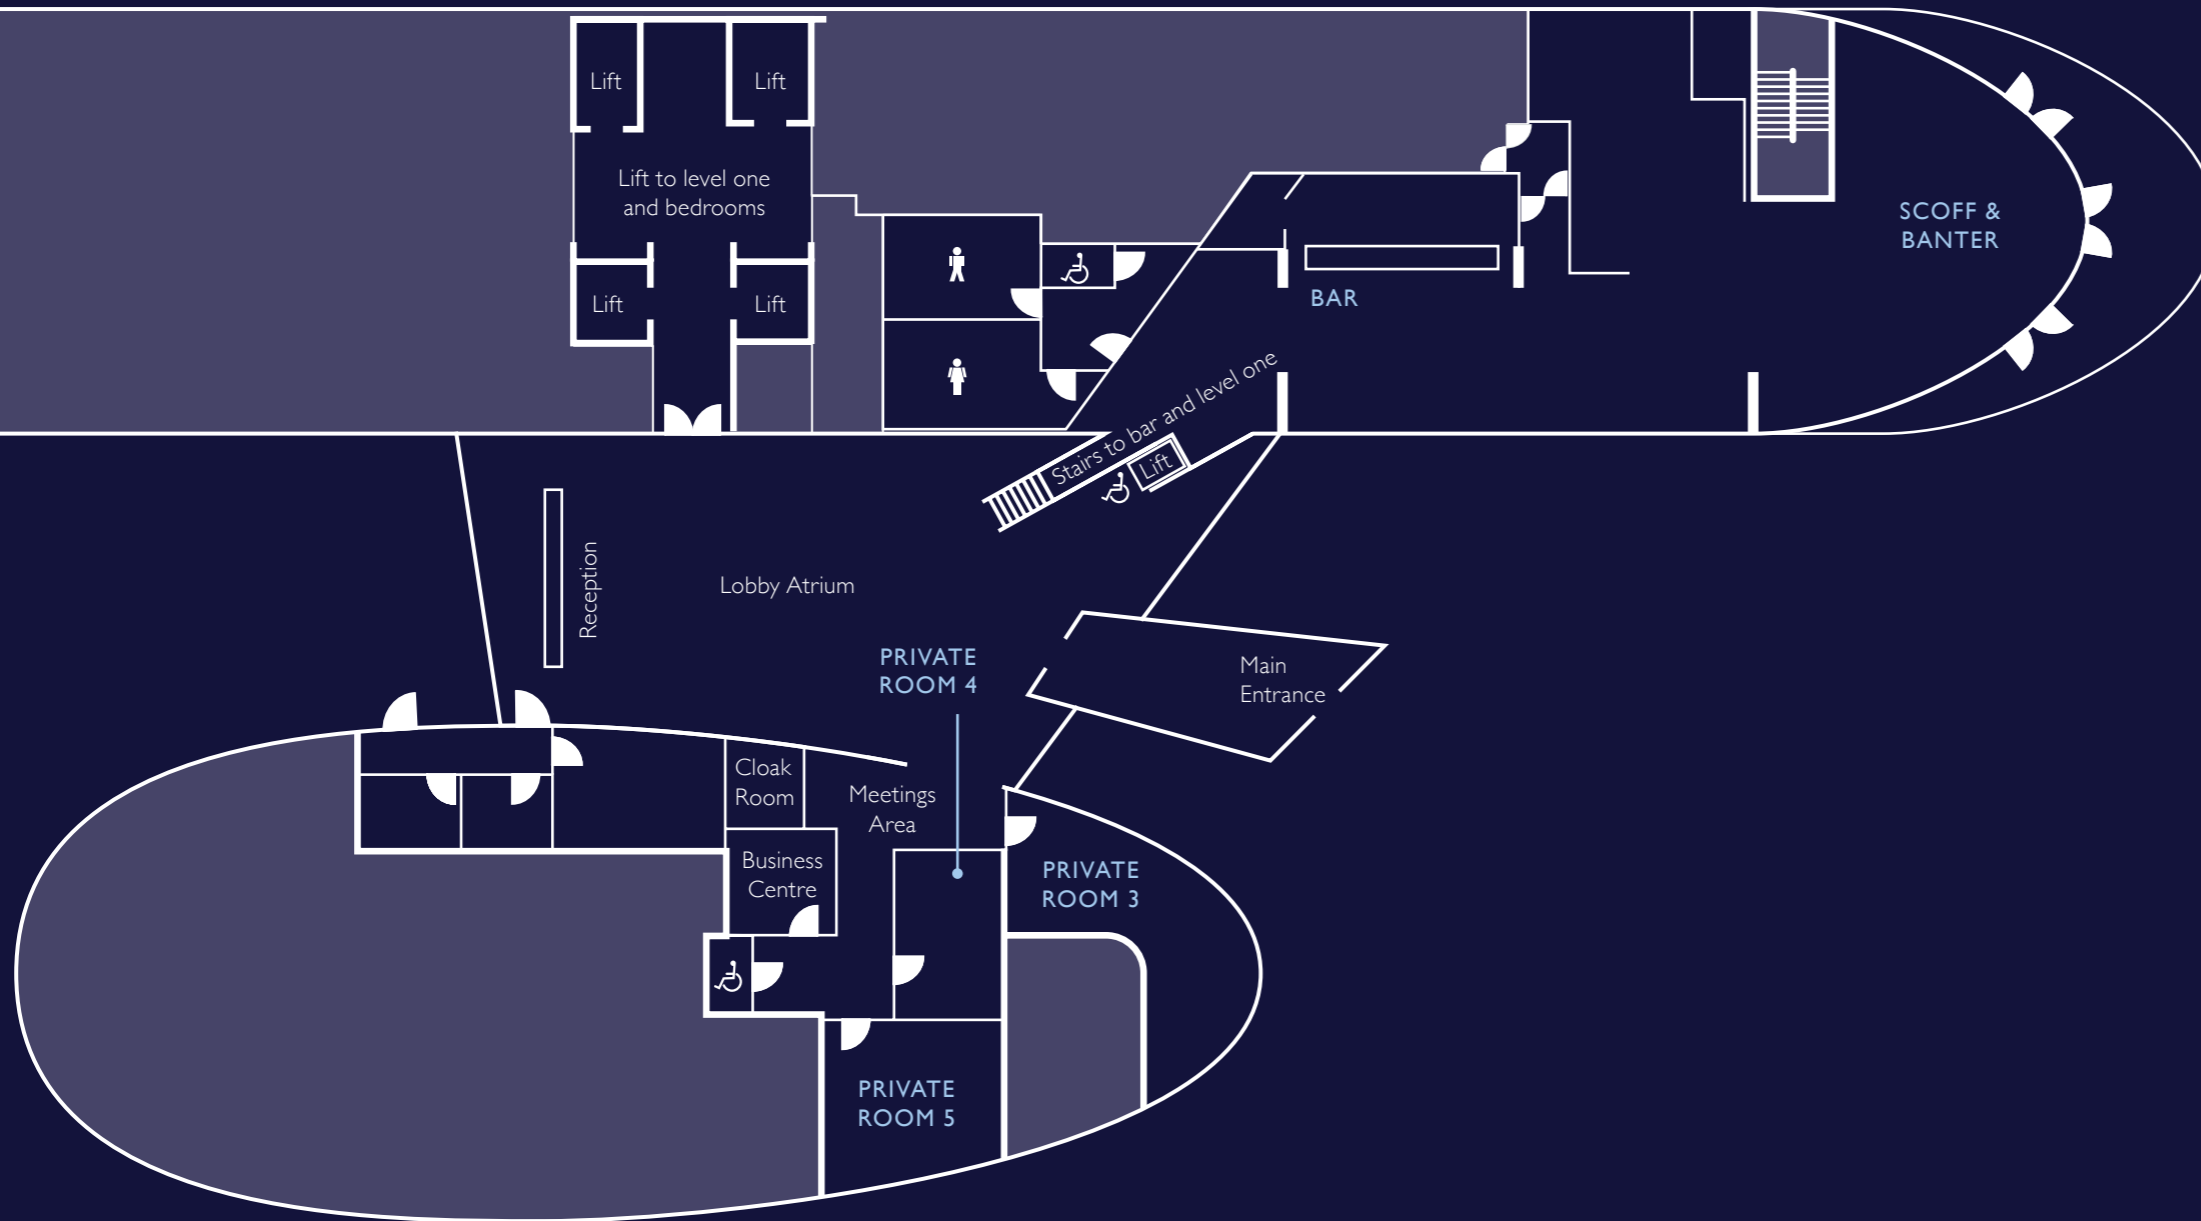 Lift
Lift
Lift to level one
and bedrooms
SCOFF &
BANTER
Lift
Lift
BAR
Stairs to bar and level one
Lift
Reception
Lobby Atrium
PRIVATE
ROOM 4
Main
Entrance
Cloak
Room
Meetings
Area
Business
Centre
PRIVATE
ROOM 3
PRIVATE
ROOM 5